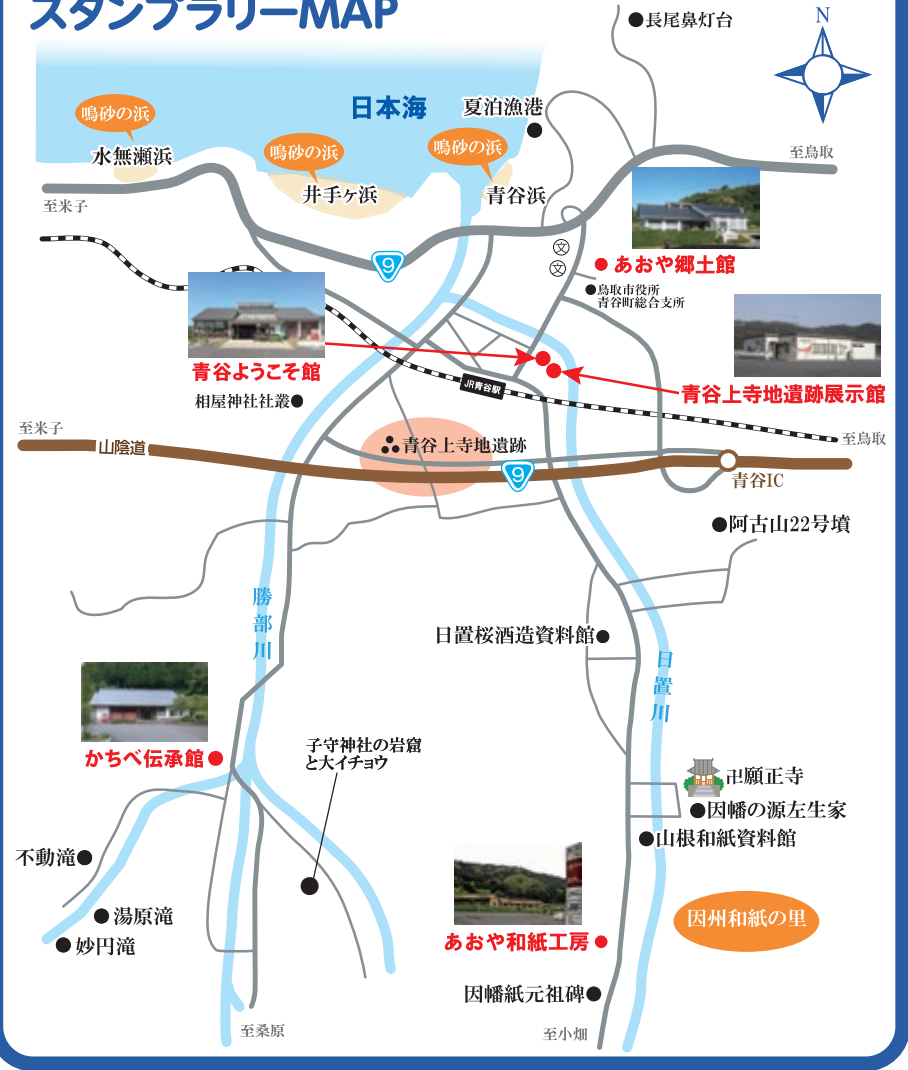 スタンプラリーMAP
N
長尾鼻灯台
日本海
夏泊漁港
鳴砂の浜
水無瀬浜
鳴砂の浜
井手ヶ浜
鳴砂の浜
青谷浜
至鳥取
至米子
9
文
文
あおや郷土館
鳥取市役所
青谷町総合支所
青谷ようこそ館
JR青谷駅
青谷上寺地遺跡展示館
相屋神社社叢
至米子
山陰道
青谷上寺地遺跡
9
至鳥取
青谷IC
阿古山22号墳
勝部川
日置桜酒造資料館
日置川
かちべ伝承館
子守神社の岩窟
と大イチョウ
卍願正寺
因幡の源左生家
山根和紙資料館
不動滝
湯原滝
妙円滝
因州和紙の里
あおや和紙工房
因幡紙元祖碑
至桑原
至小畑